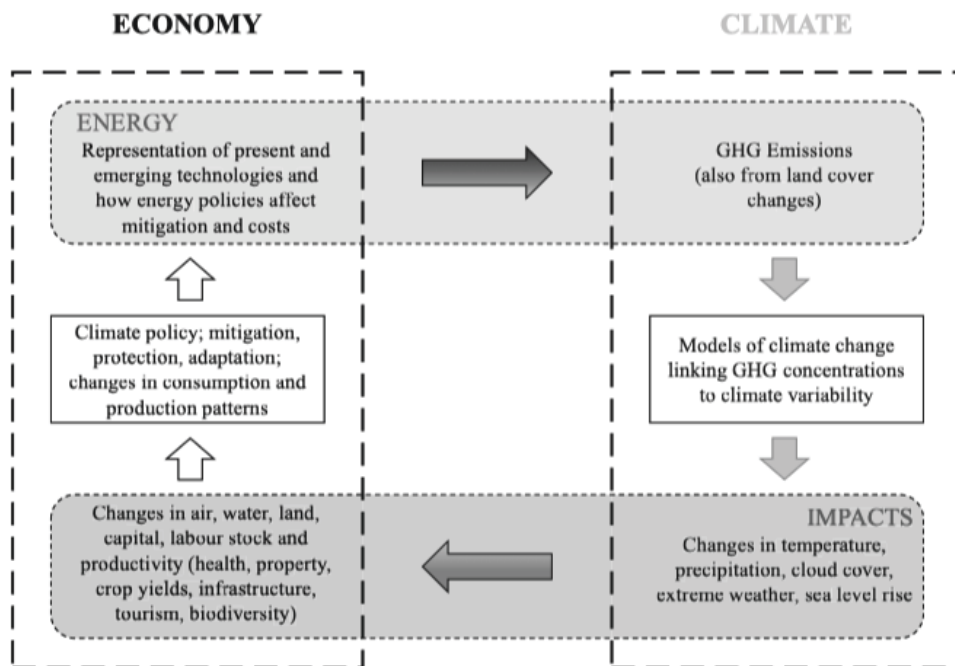 ECONOMY
CLIMATE
ENERGY
Representation of present and
emerging technologies and
how energy policies affect
mitigation and costs
GHG Emissions
(also from land cover
changes)
Climate policy; mitigation,
protection, adaptation;
changes in consumption and
production patterns
Models of climate change
linking GHG concentrations
to climate variability
Changes in air, water, land,
capital, labour stock and
productivity (health, property,
crop yields, infrastructure,
tourism, biodiversity)
IMPACTS
Changes in temperature,
precipitation, cloud cover,
extreme weather, sea level rise